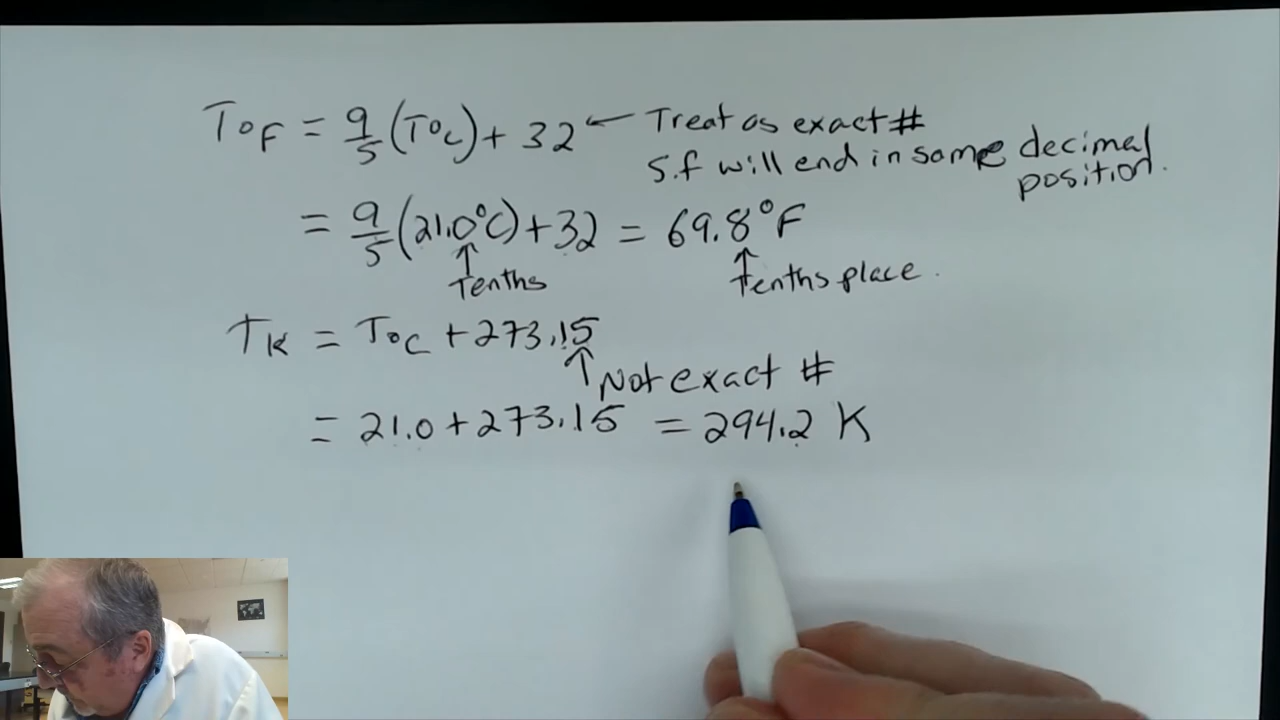 T°F = 9/5 (T°C) + 32 ← Treat as exact #
S.f will end in same decimal position.
= 9/5 (21.0°C) + 32 = 69.8°F
↑ Tenths ↑ tenths place.
TK = T°C + 273.15
↑ Not exact #
= 21.0 + 273.15 = 294.2 K